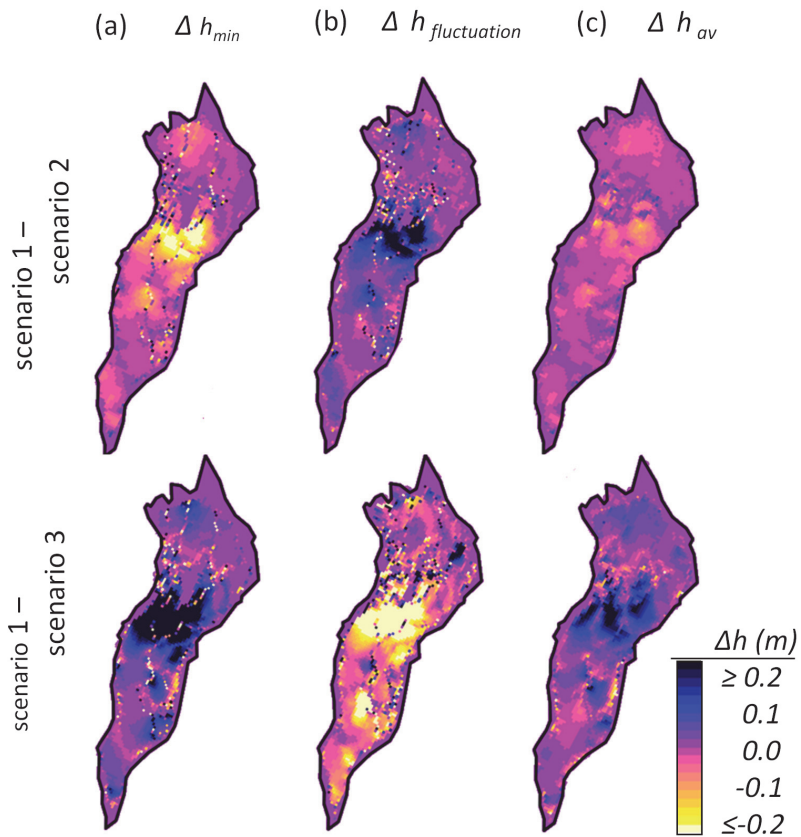 (a) Δ h_min (b) Δ h_fluctuation (c) Δ h_av
scenario 1 –
scenario 2
scenario 1 –
scenario 3
Δh (m)
≥ 0.2
0.1
0.0
-0.1
≤-0.2